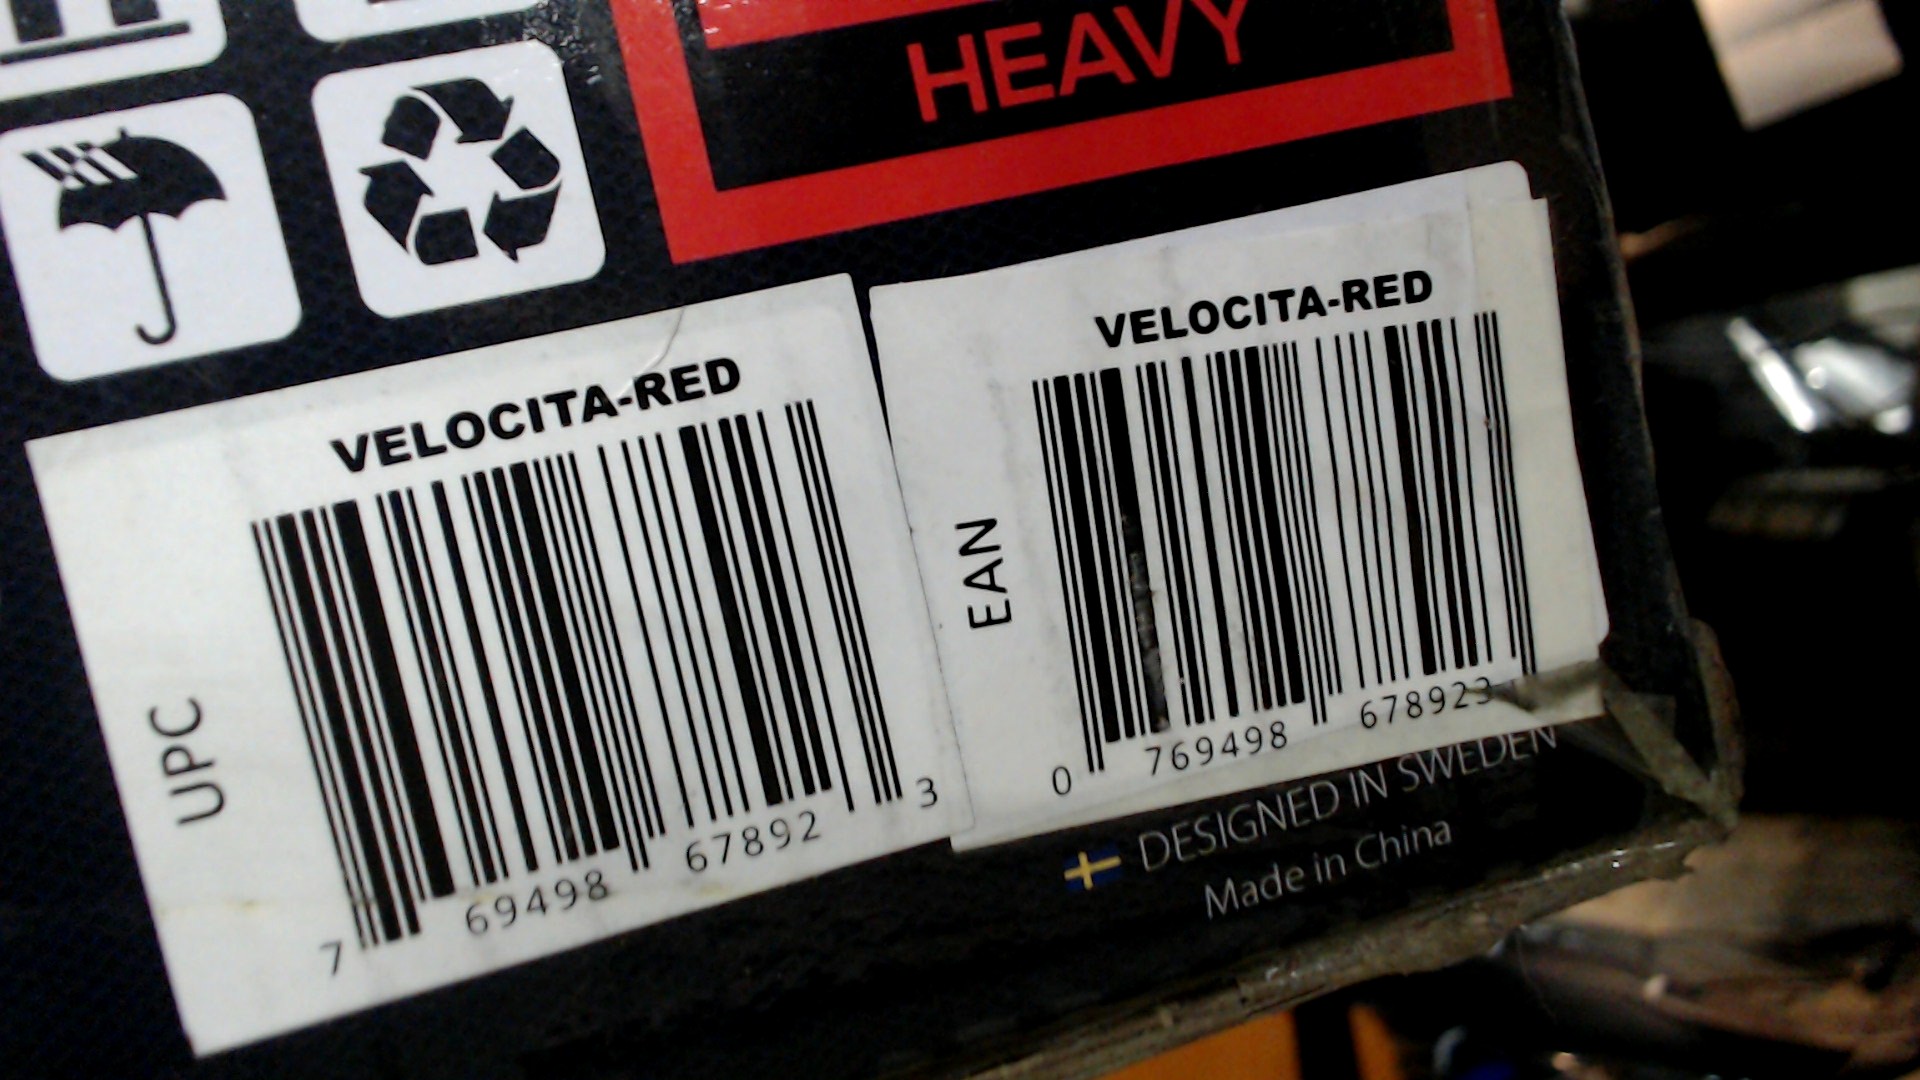 HEAVY
VELOCITA-RED
UPC
7 69498 67892 3
VELOCITA-RED
EAN
0 769498 678923
DESIGNED IN SWEDEN
Made in China